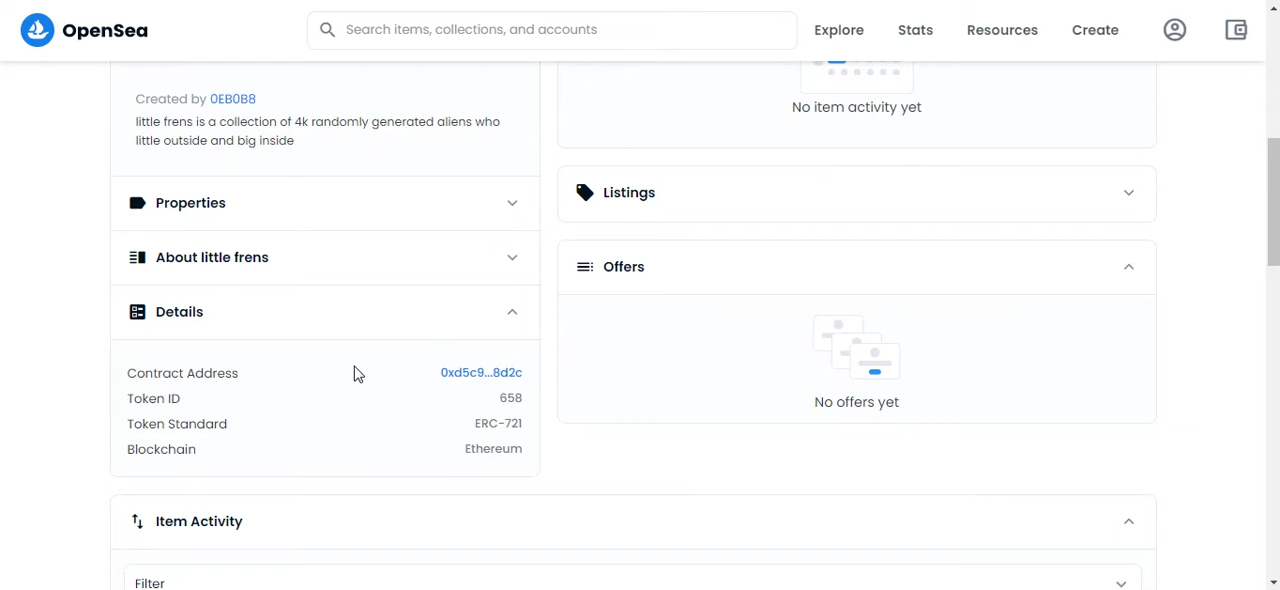 OpenSea
Search items, collections, and accounts
Explore
Stats
Resources
Create
Created by 0EB0B8
little frens is a collection of 4k randomly generated aliens who
little outside and big inside
Properties
About little frens
Details
Contract Address 0xd5c9...8d2c
Token ID 658
Token Standard ERC-721
Blockchain Ethereum
No item activity yet
Listings
Offers
No offers yet
Item Activity
Filter